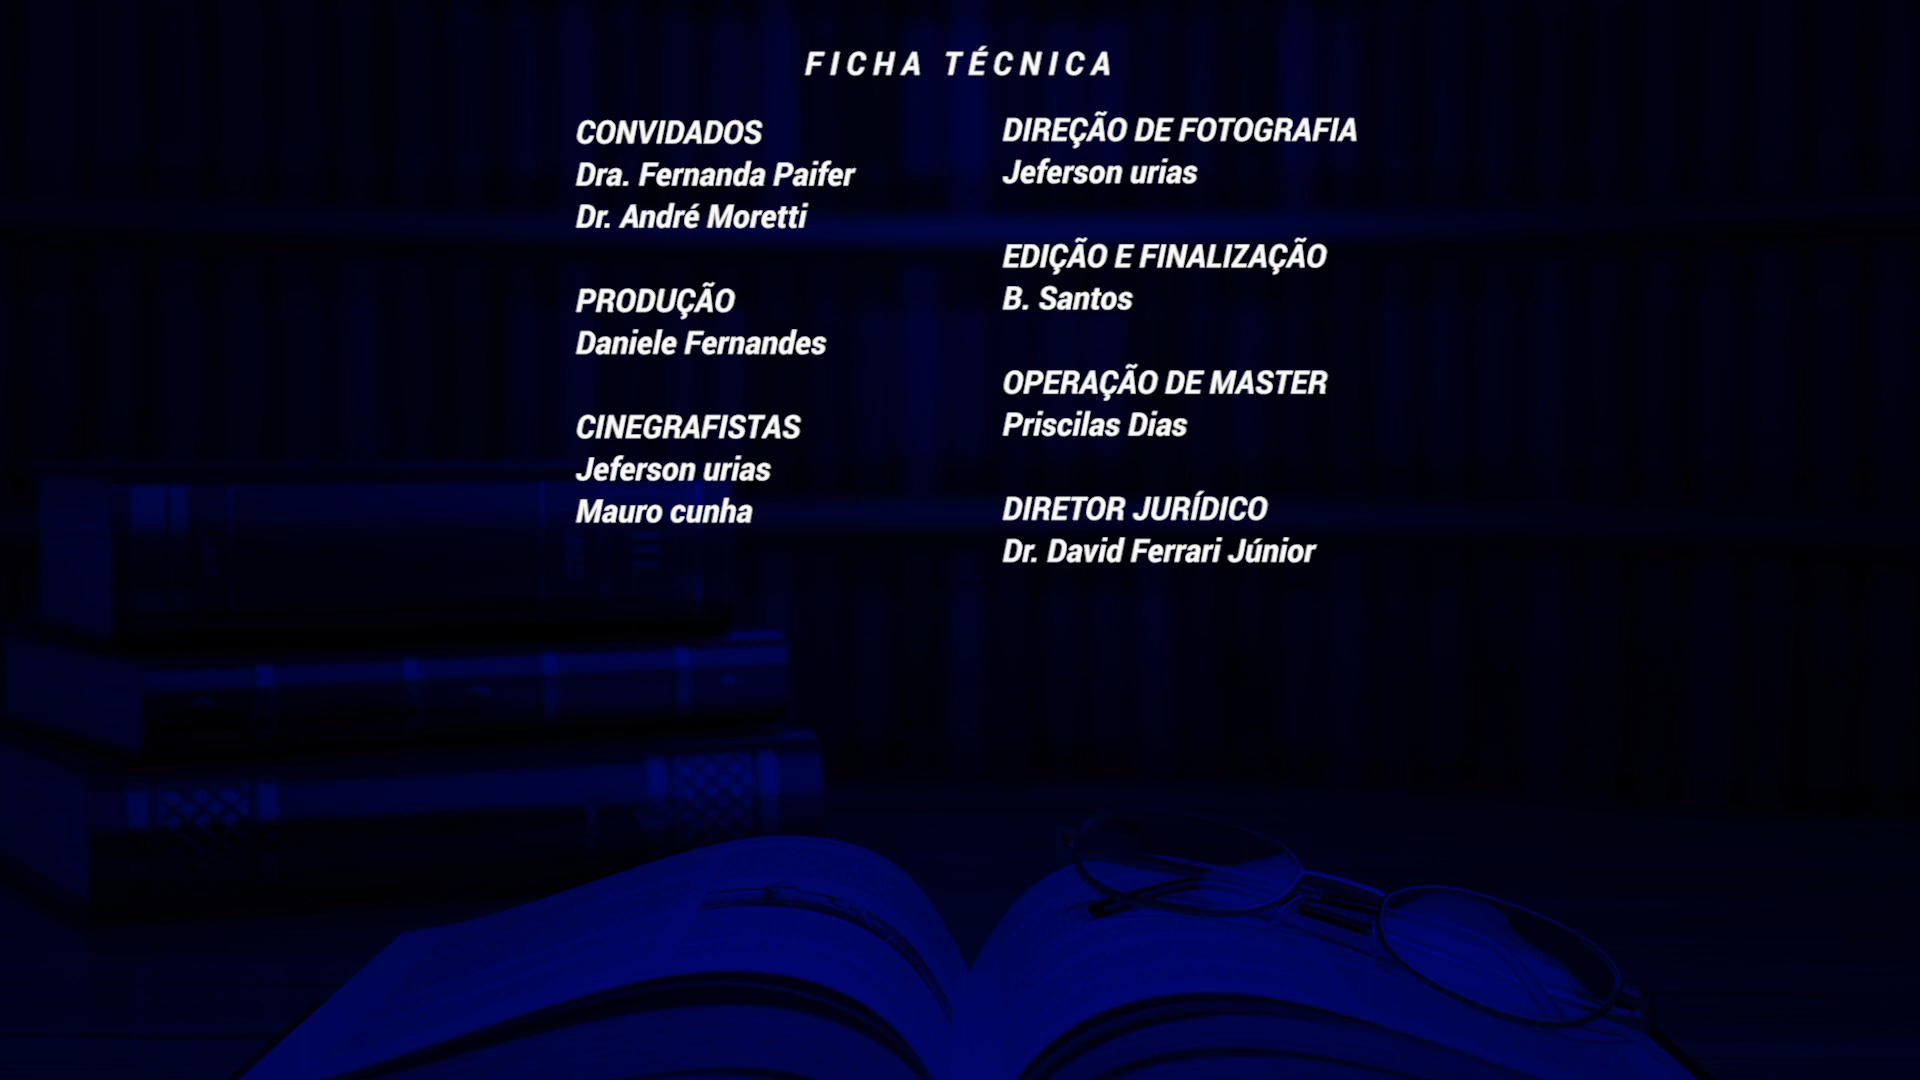 FICHA TÉCNICA
CONVIDADOS
Dra. Fernanda Paifer
Dr. André Moretti
PRODUÇÃO
Daniele Fernandes
CINEGRAFISTAS
Jeferson urias
Mauro cunha
DIREÇÃO DE FOTOGRAFIA
Jeferson urias
EDIÇÃO E FINALIZAÇÃO
B. Santos
OPERAÇÃO DE MASTER
Priscilas Dias
DIRETOR JURÍDICO
Dr. David Ferrari Júnior